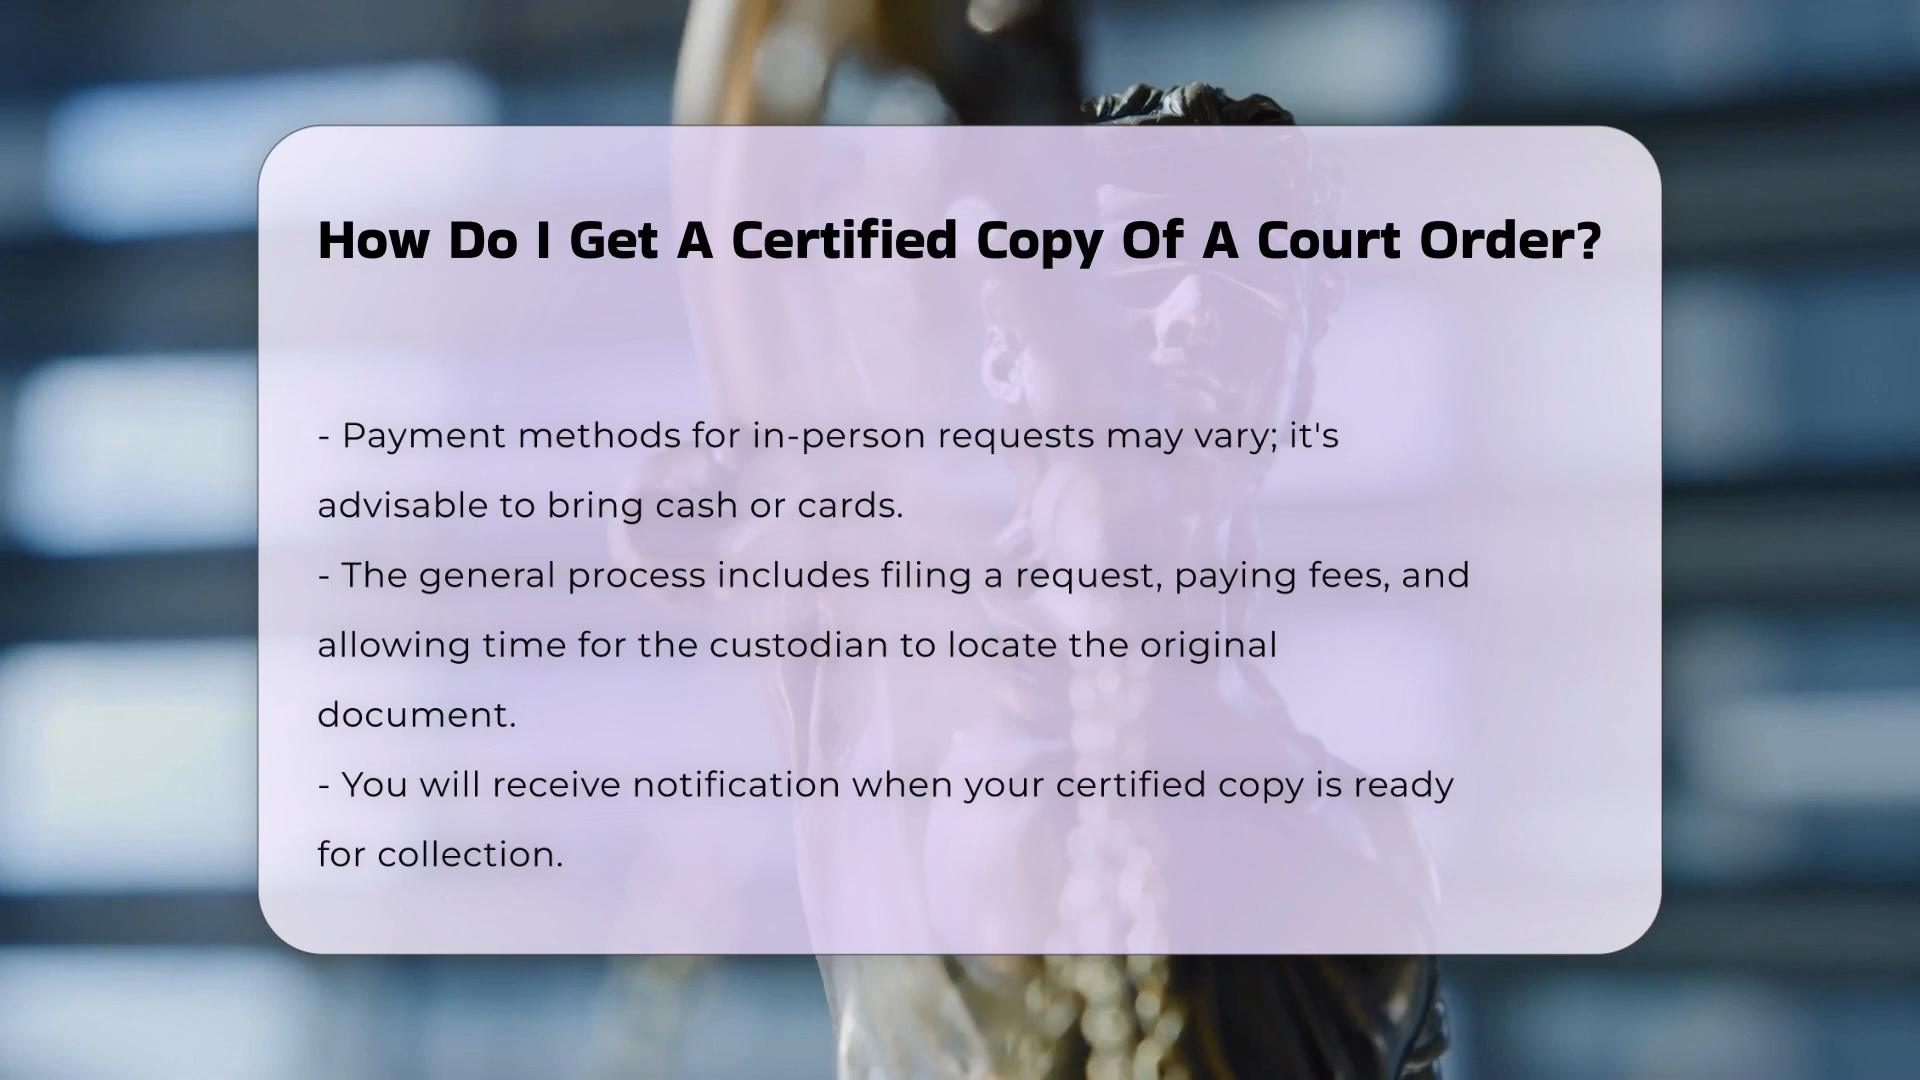 How Do I Get A Certified Copy Of A Court Order?
- Payment methods for in-person requests may vary; it's
advisable to bring cash or cards.
- The general process includes filing a request, paying fees, and
allowing time for the custodian to locate the original
document.
- You will receive notification when your certified copy is ready
for collection.